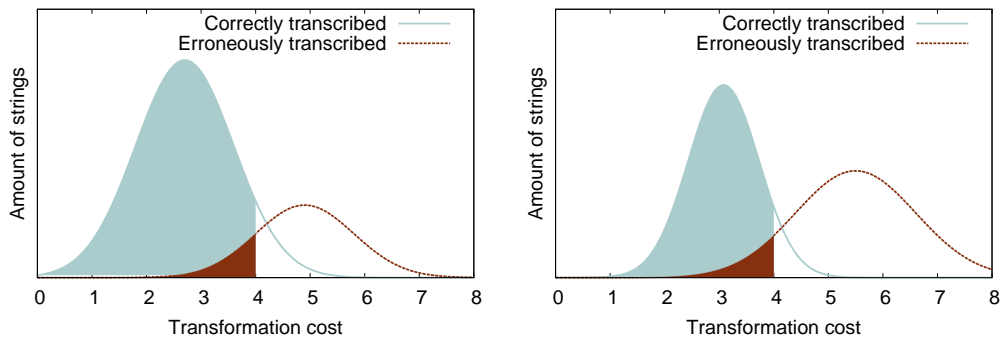 Correctly transcribed
Erroneously transcribed
Amount of strings
0 1 2 3 4 5 6 7 8
Transformation cost
Correctly transcribed
Erroneously transcribed
Amount of strings
0 1 2 3 4 5 6 7 8
Transformation cost